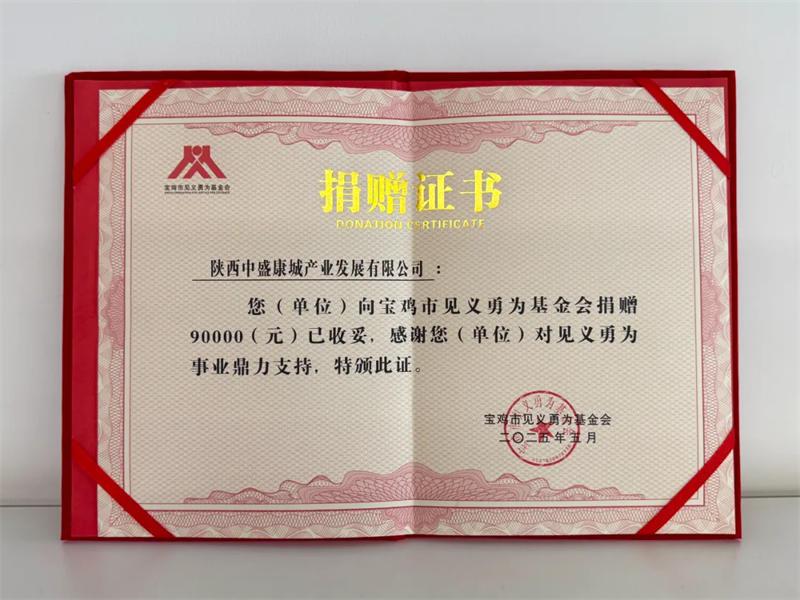 宝鸡市见义勇为基金会
捐赠证书
DONATION CERTIFICATE
陕西中盛康城产业发展有限公司：
您（单位）向宝鸡市见义勇为基金会捐赠
90000（元）已收妥，感谢您（单位）对见义勇为
事业鼎力支持，特颁此证。
宝鸡市见义勇为基金会
二〇二五年五月